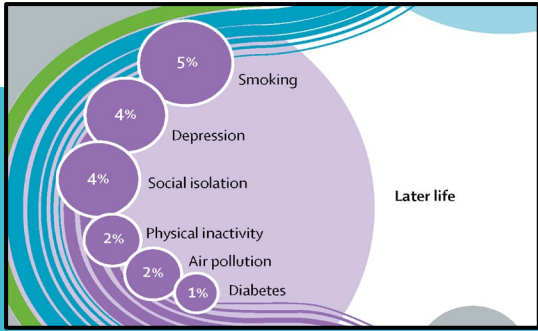 5%
Smoking
4%
Depression
4%
Social isolation
Later life
2%
Physical inactivity
2%
Air pollution
1%
Diabetes